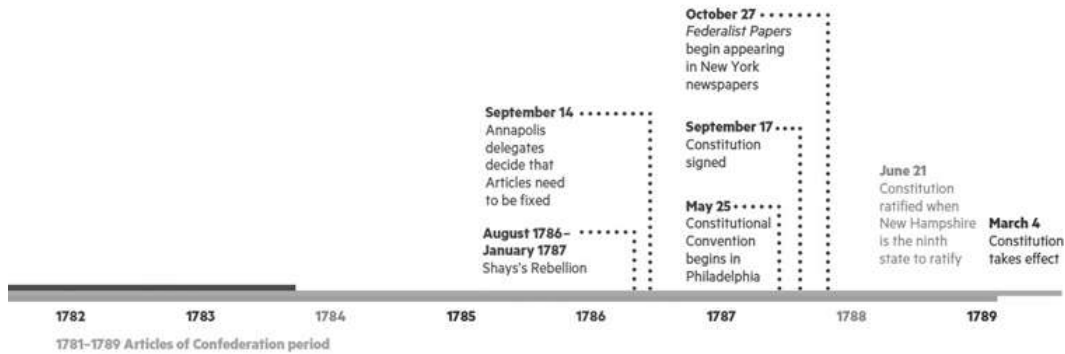 October 27
Federalist Papers
begin appearing
in New York
newspapers
September 14
Annapolis
delegates
decide that
Articles need
to be fixed
September 17
Constitution
signed
June 21
Constitution
ratified when
New Hampshire
is the ninth
state to ratify
August 1786–
January 1787
Shays's Rebellion
May 25
Constitutional
Convention
begins in
Philadelphia
March 4
Constitution
takes effect
1782 1783 1784 1785 1786 1787 1788 1789
1781–1789 Articles of Confederation period